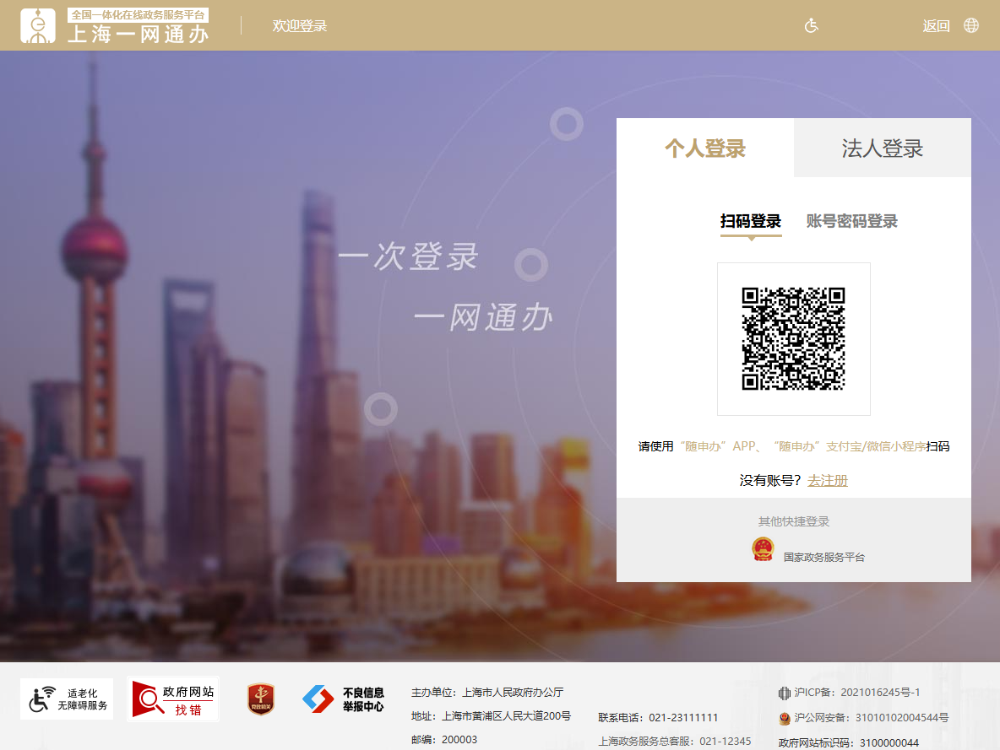 全国一体化在线政务服务平台
上海一网通办
欢迎登录
返回
个人登录
法人登录
扫码登录
账号密码登录
一次登录
一网通办
请使用“随申办”APP、“随申办”支付宝/微信小程序扫码
没有账号？去注册
其他快捷登录
国家政务服务平台
适老化
无障碍服务
政府网站
找错
党政机关
不良信息
举报中心
主办单位：上海市人民政府办公厅
地址：上海市黄浦区人民大道200号
邮编：200003
联系电话：021-23111111
上海政务服务总客服：021-12345
沪ICP备：2021016245号-1
沪公网安备：31010102004544号
政府网站标识码：3100000044